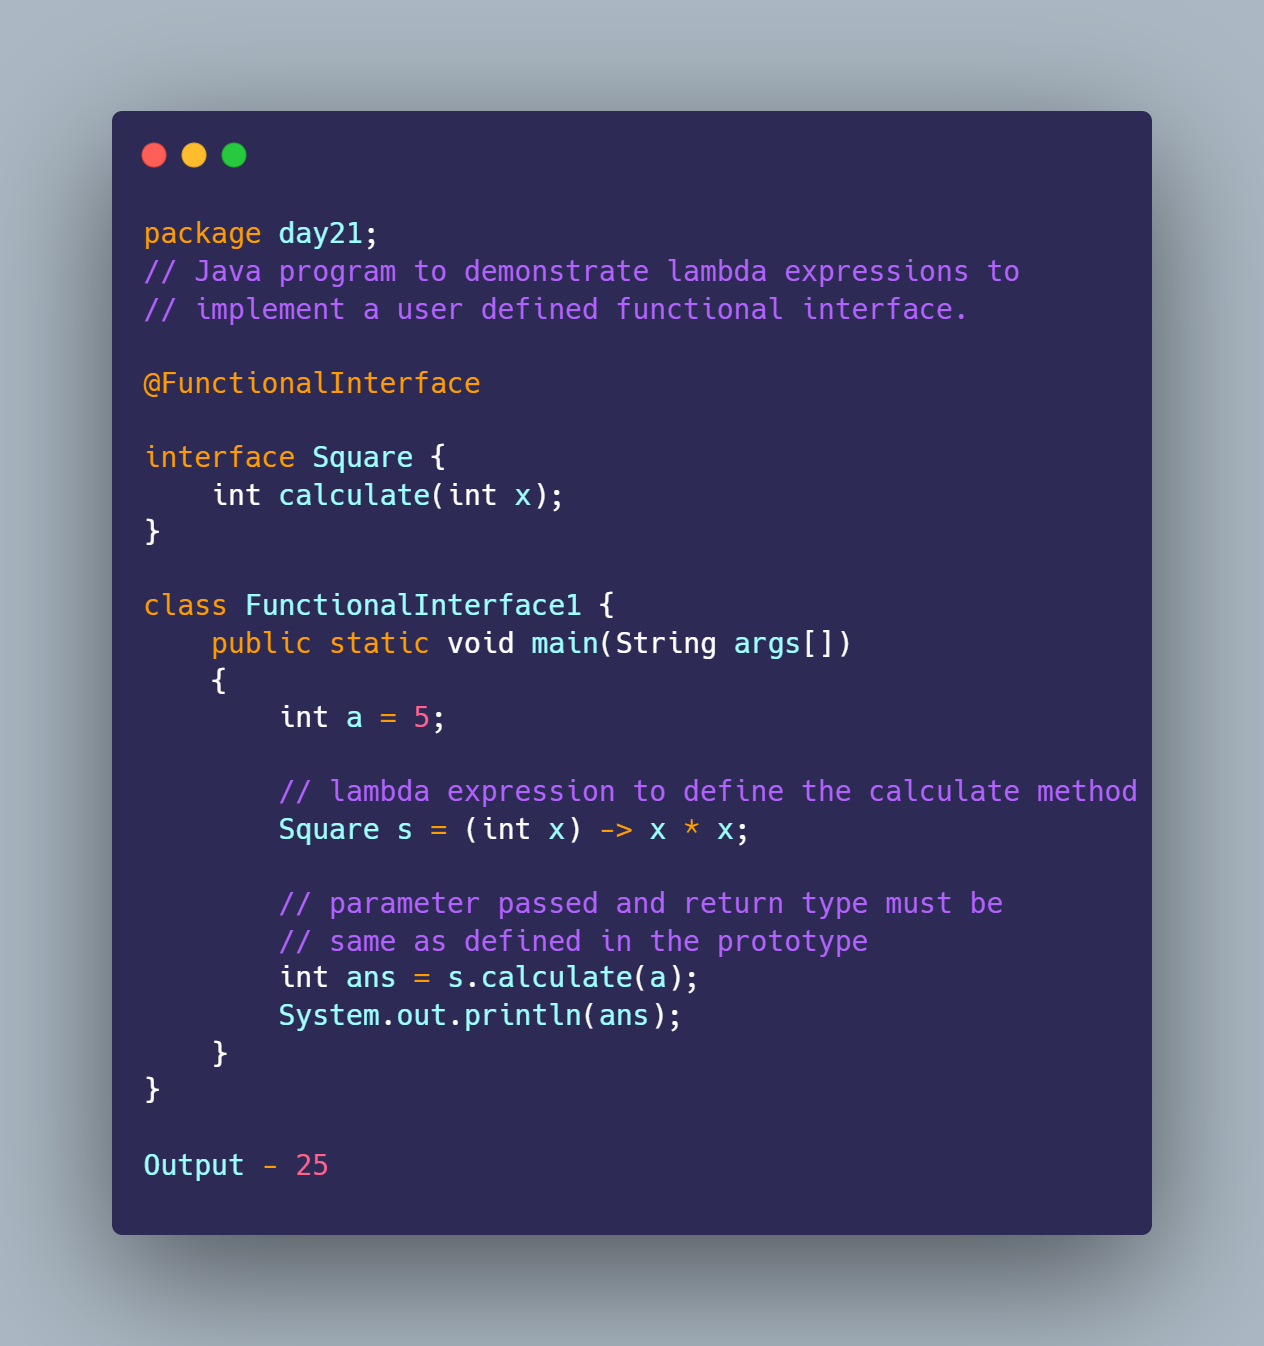 package day21;
// Java program to demonstrate lambda expressions to
// implement a user defined functional interface.

@FunctionalInterface

interface Square {
    int calculate(int x);
}

class FunctionalInterface1 {
    public static void main(String args[])
    {
        int a = 5;

        // lambda expression to define the calculate method
        Square s = (int x) -> x * x;

        // parameter passed and return type must be
        // same as defined in the prototype
        int ans = s.calculate(a);
        System.out.println(ans);
    }
}

Output - 25